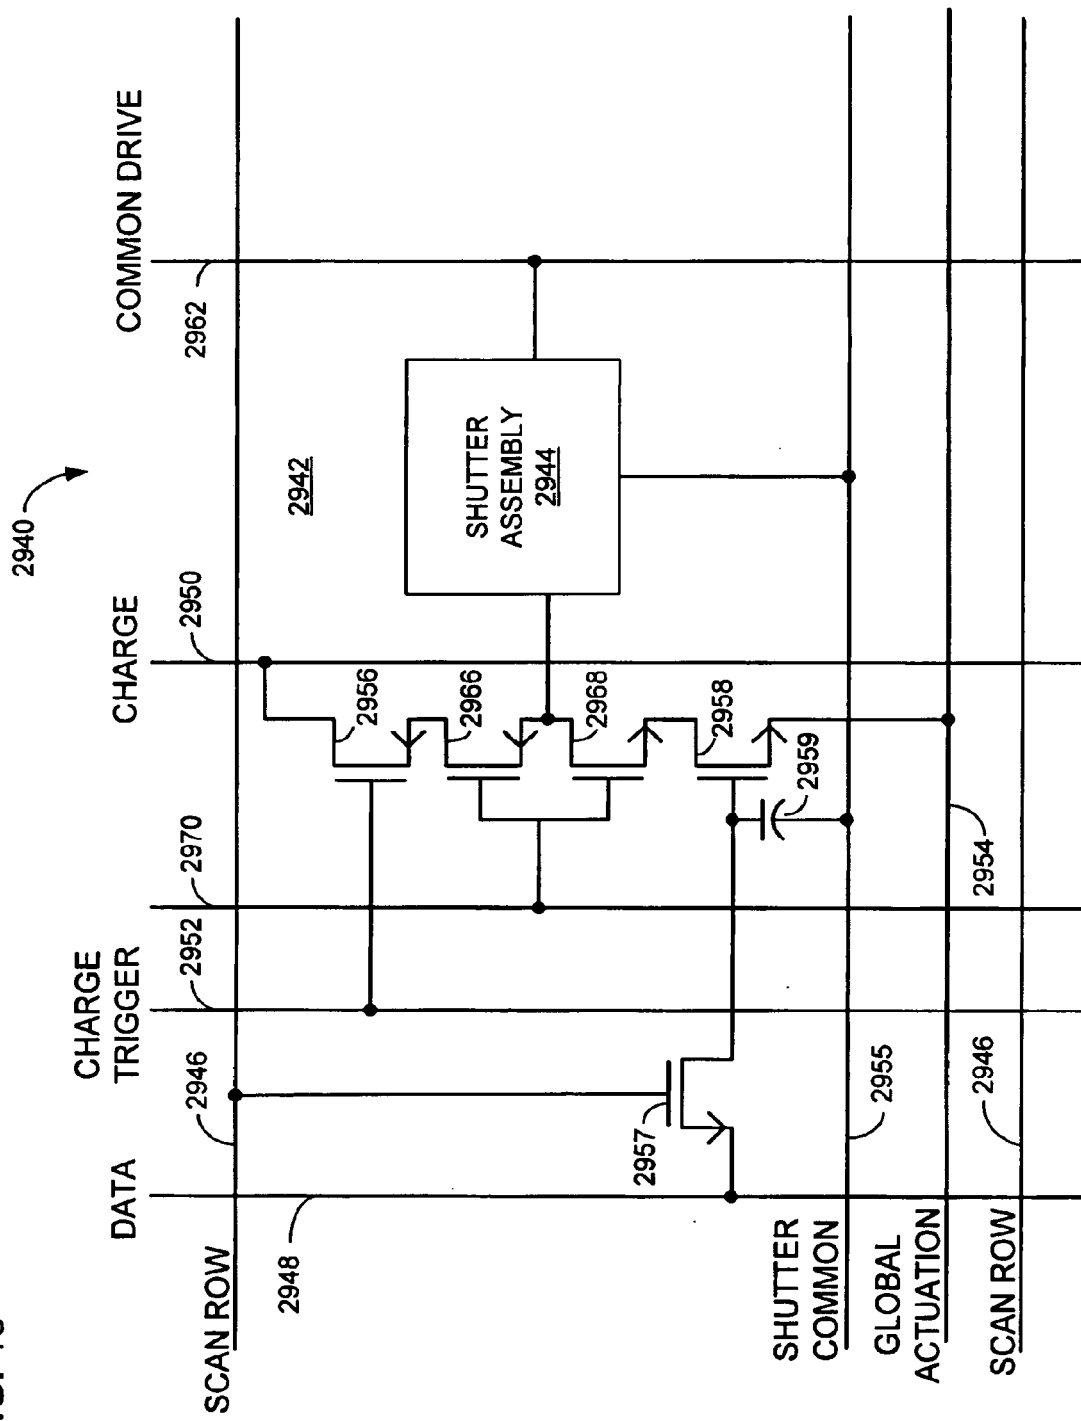 2940
COMMON DRIVE
2962
CHARGE
2950
2970
2952
CHARGE
TRIGGER
2946
DATA
2948
SCAN ROW
2942
SHUTTER
ASSEMBLY
2944
2956
2966
2968
2958
2959
2957
2954
2955
2946
SHUTTER
COMMON
GLOBAL
ACTUATION
SCAN ROW